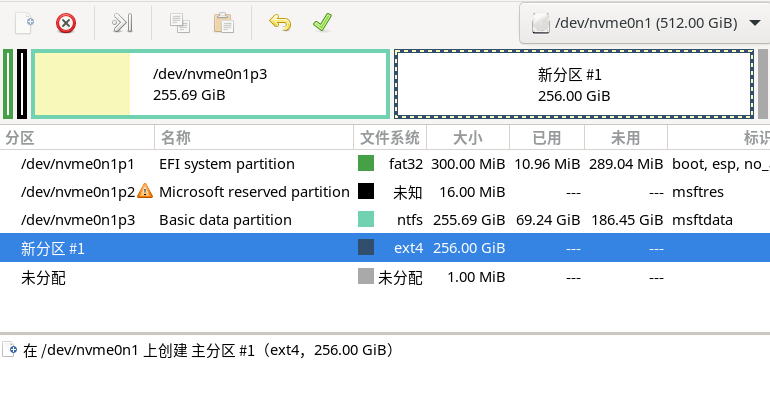 /dev/nvme0n1 (512.00 GiB)
/dev/nvme0n1p3
255.69 GiB
新分区 #1
256.00 GiB
分区 名称 文件系统 大小 已用 未用 标识
/dev/nvme0n1p1 EFI system partition fat32 300.00 MiB 10.96 MiB 289.04 MiB boot, esp, no_
/dev/nvme0n1p2 Microsoft reserved partition 未知 16.00 MiB --- --- msftres
/dev/nvme0n1p3 Basic data partition ntfs 255.69 GiB 69.24 GiB 186.45 GiB msftdata
新分区 #1 ext4 256.00 GiB --- ---
未分配 未分配 1.00 MiB --- ---
在 /dev/nvme0n1 上创建 主分区 #1（ext4，256.00 GiB）